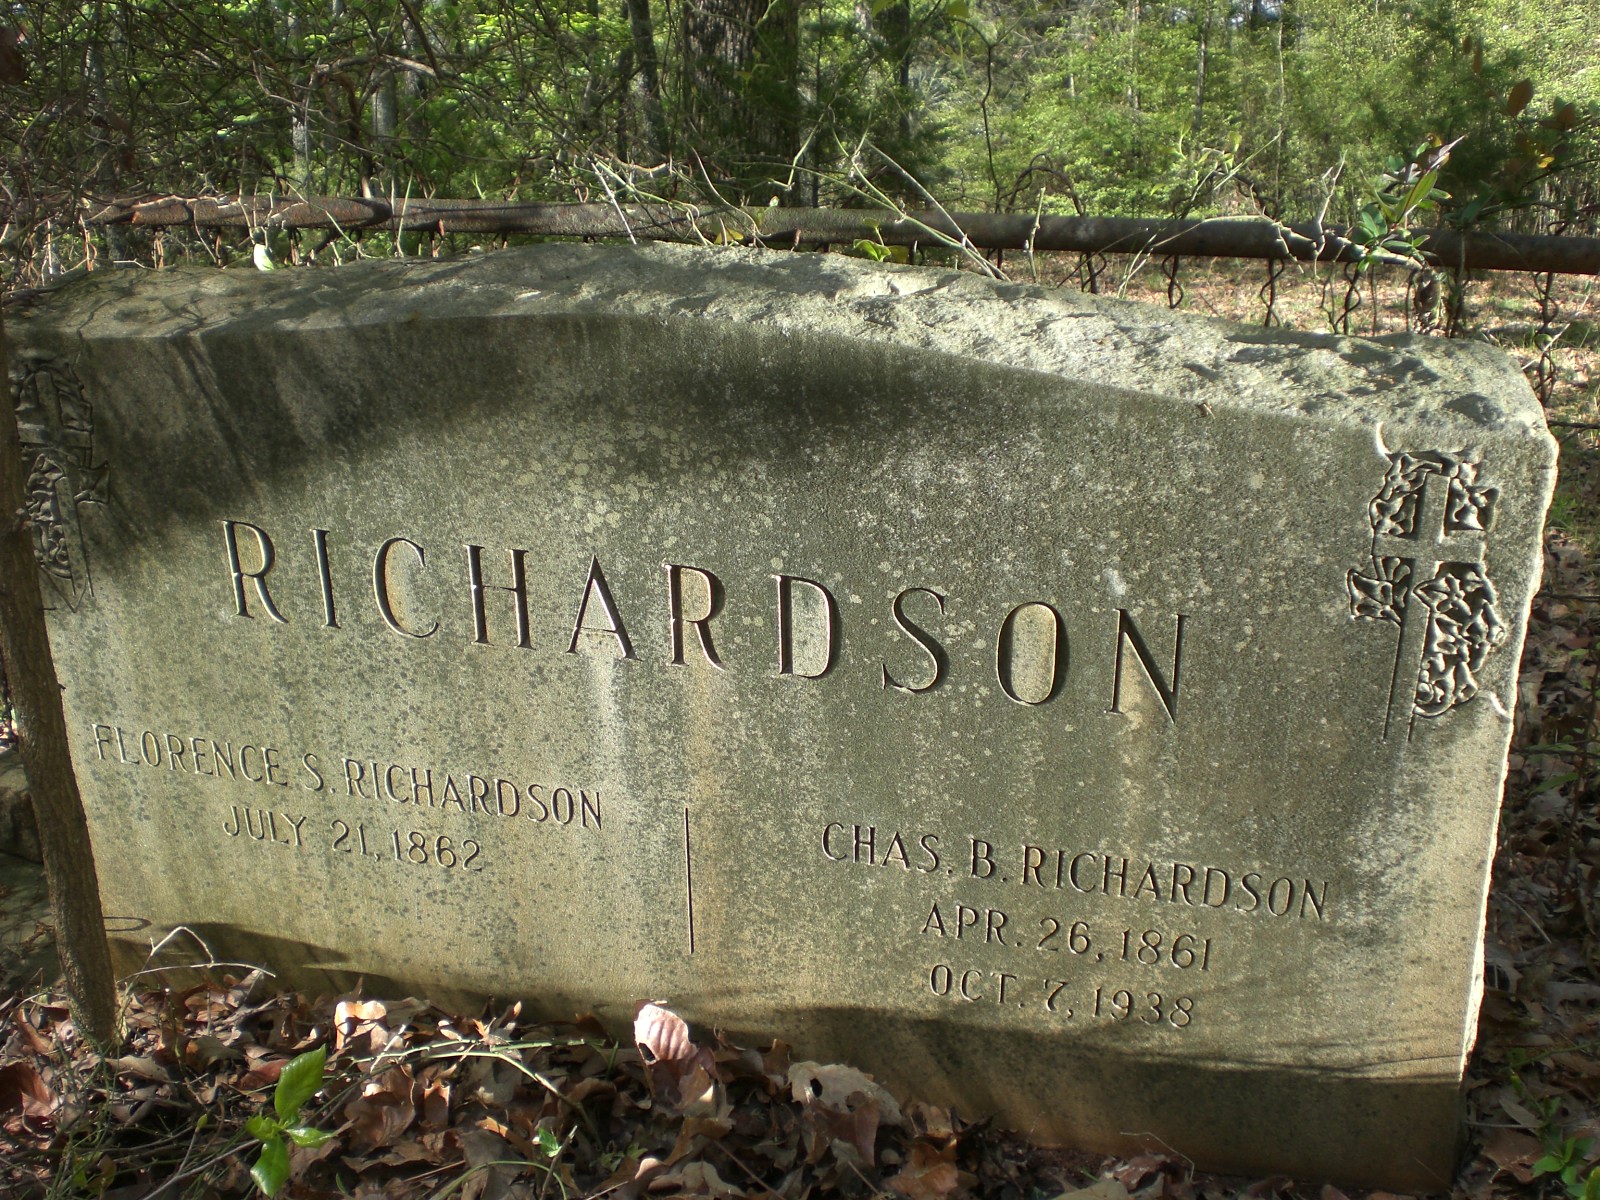 RICHARDSON
FLORENCE S. RICHARDSON
JULY 21, 1862
CHAS. B. RICHARDSON
APR. 26, 1861
OCT. 7, 1938